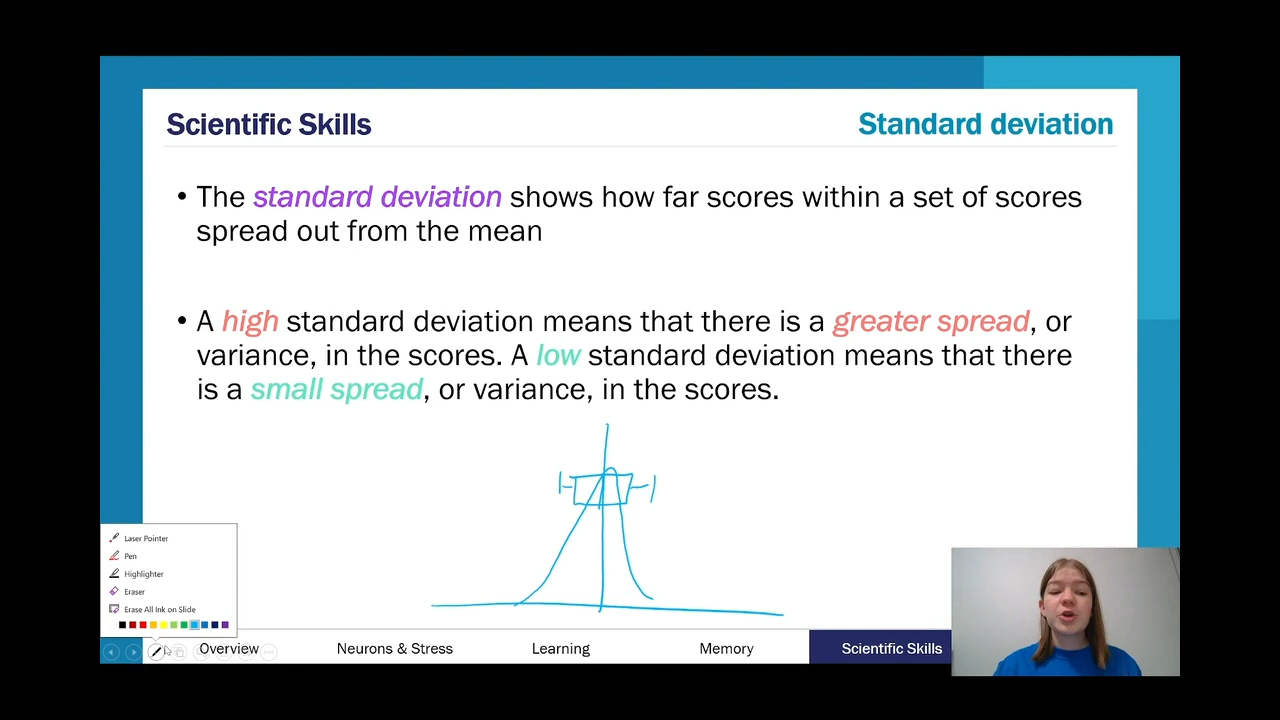 Scientific Skills
Standard deviation
• The standard deviation shows how far scores within a set of scores
spread out from the mean
• A high standard deviation means that there is a greater spread, or
variance, in the scores. A low standard deviation means that there
is a small spread, or variance, in the scores.
Laser Pointer
Pen
Highlighter
Eraser
Erase All Ink on Slide
Overview
Neurons & Stress
Learning
Memory
Scientific Skills